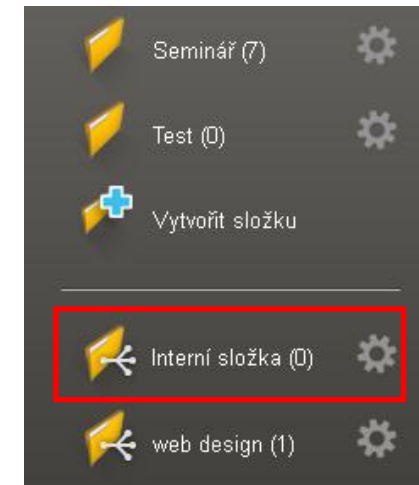 Seminář (7)
Test (0)
Vytvořit složku
Interní složka (0)
web design (1)